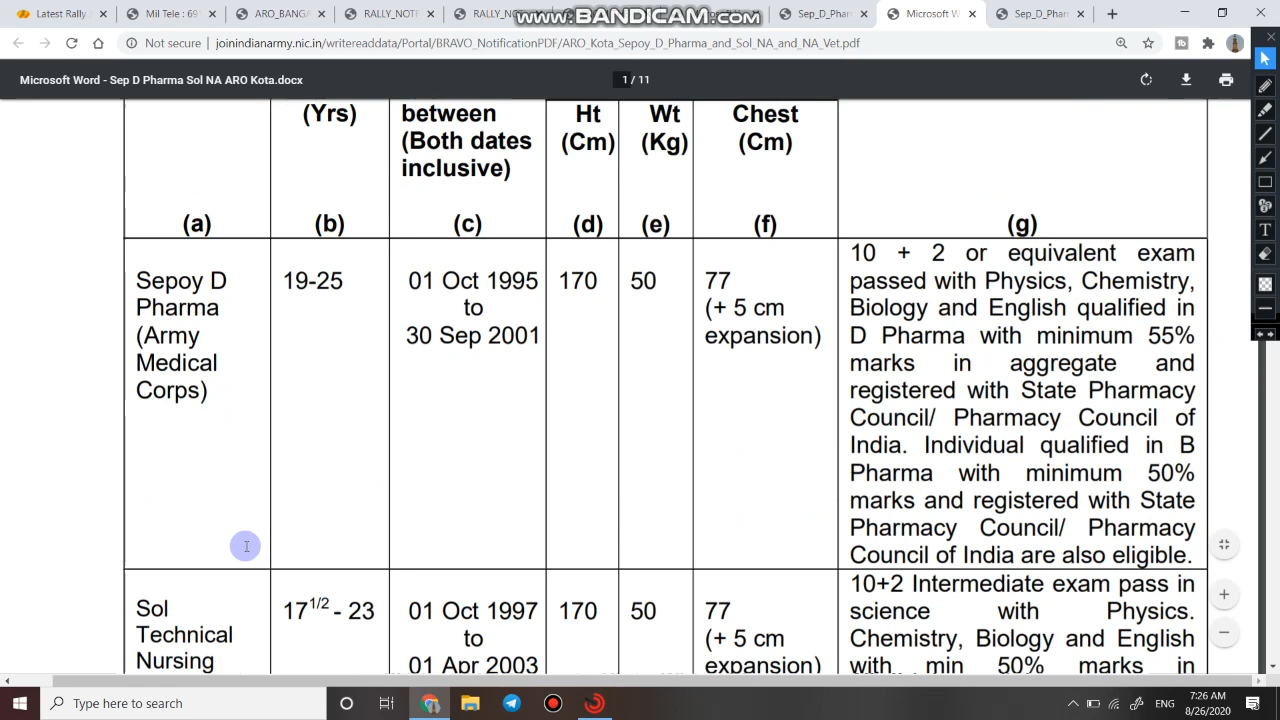 Latest Rally
Mil Tele : 69
ARO_BANGA
RALLY_NOTE
RALLY_NO
Sep_D_Pharm
Microsoft W
Sep_D_Pharm
www.BANDICAM.com
Not secure
joinindianarmy.nic.in/writereaddata/Portal/BRAVO_NotificationPDF/ARO_Kota_Sepoy_D_Pharma_and_Sol_NA_and_NA_Vet.pdf
Microsoft Word - Sep D Pharma Sol NA ARO Kota.docx
1 / 11
(Yrs)
between
(Both dates
inclusive)
Ht
(Cm)
Wt
(Kg)
Chest
(Cm)
(a)
(b)
(c)
(d)
(e)
(f)
(g)
Sepoy D
Pharma
(Army
Medical
Corps)
19-25
01 Oct 1995
to
30 Sep 2001
170
50
77
(+ 5 cm
expansion)
10 + 2 or equivalent exam
passed with Physics, Chemistry,
Biology and English qualified in
D Pharma with minimum 55%
marks in aggregate and
registered with State Pharmacy
Council/ Pharmacy Council of
India. Individual qualified in B
Pharma with minimum 50%
marks and registered with State
Pharmacy Council/ Pharmacy
Council of India are also eligible.
Sol
Technical
Nursing
17 1/2 - 23
01 Oct 1997
to
01 Apr 2003
170
50
77
(+ 5 cm
expansion)
10+2 Intermediate exam pass in
science with Physics.
Chemistry, Biology and English
with min 50% marks in
Type here to search
ENG
7:26 AM
8/26/2020